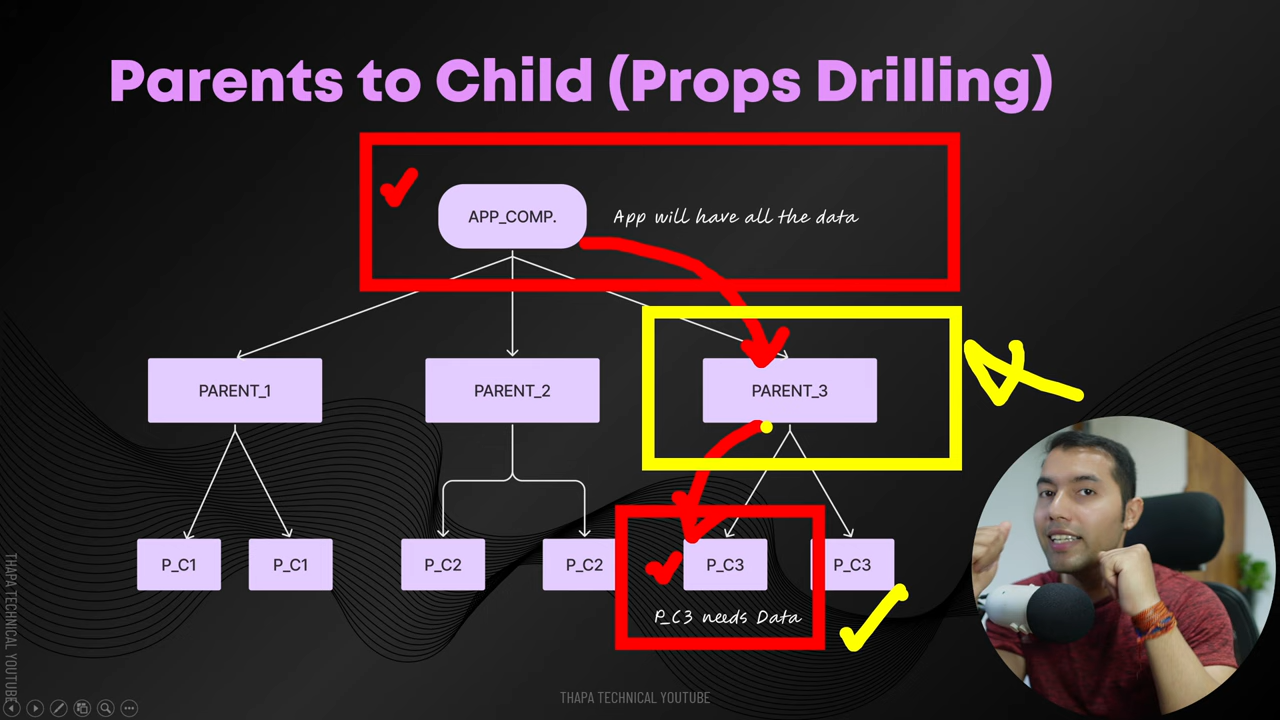 Parents to Child (Props Drilling)
APP_COMP.
App will have all the data
PARENT_1
PARENT_2
PARENT_3
P_C1
P_C1
P_C2
P_C2
P_C3
P_C3
P_C3 needs Data
THAPA TECHNICAL YOUTUBE
THAPA TECHNICAL YOUTUBE